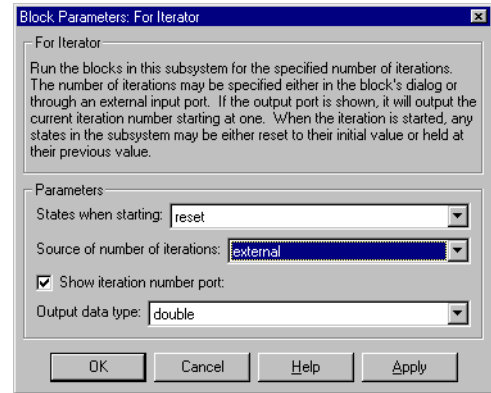 Block Parameters: For Iterator
For Iterator
Run the blocks in this subsystem for the specified number of iterations.
The number of iterations may be specified either in the block's dialog or
through an external input port.  If the output port is shown, it will output the
current iteration number starting at one.  When the iteration is started, any
states in the subsystem may be either reset to their initial value or held at
their previous value.
Parameters
States when starting: reset
Source of number of iterations: external
Show iteration number port:
Output data type: double
OK Cancel Help Apply